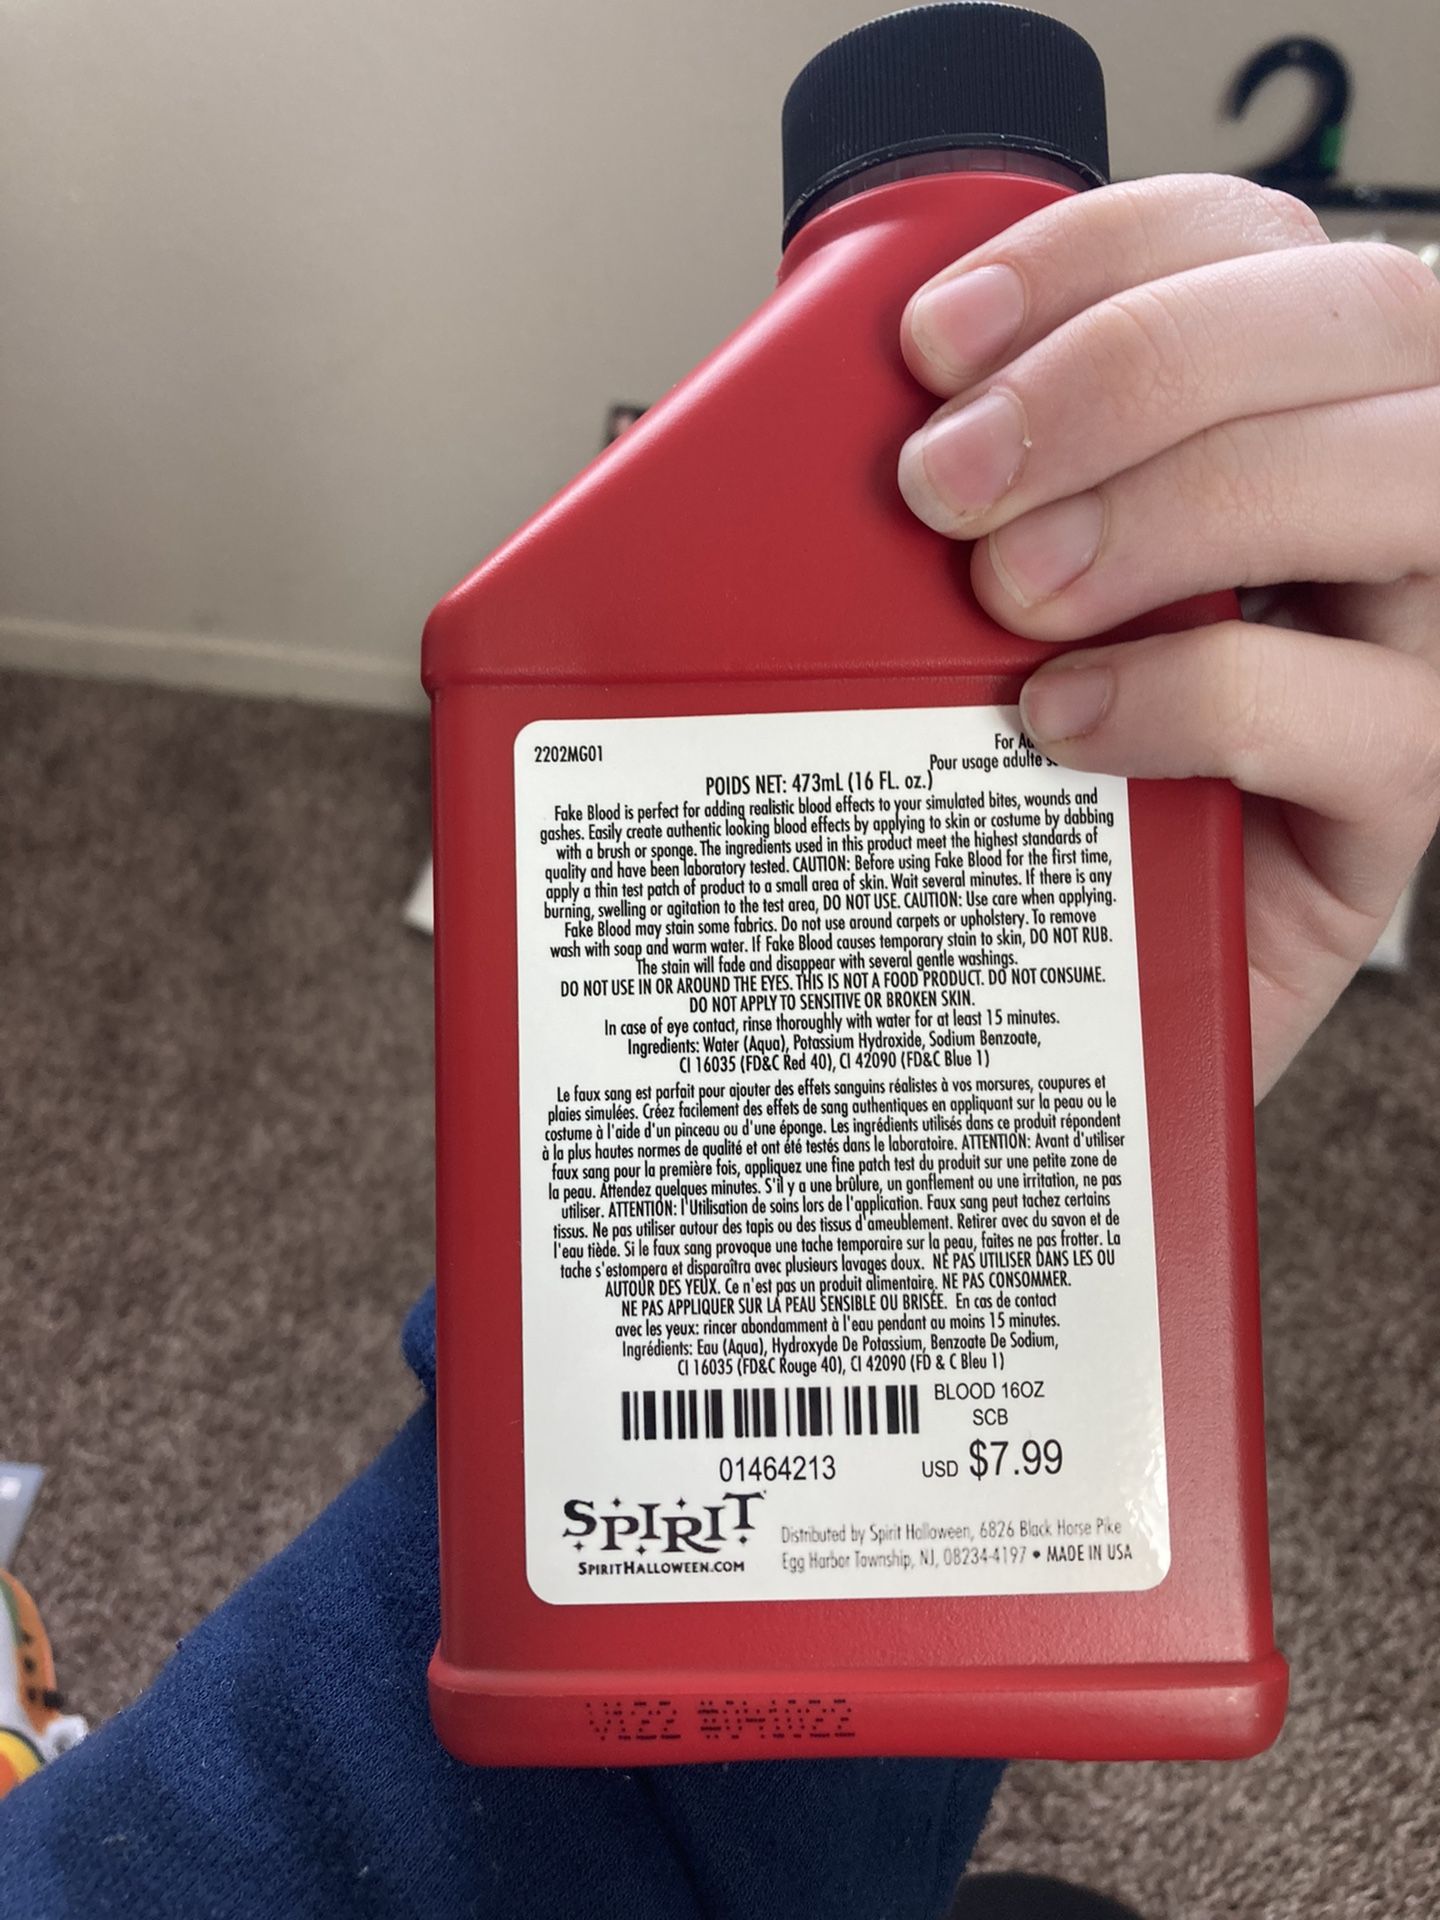 2202MG01
For
Pour usage adulte
POIDS NET: 473mL (16 FL. oz.)
Fake Blood is perfect for adding realistic blood effects to your simulated bites, wounds and
gashes. Easily create authentic looking blood effects by applying to skin or costume by dabbing
with a brush or sponge. The ingredients used in this product meet the highest standards of
quality and have been laboratory tested. CAUTION: Before using Fake Blood for the first time,
apply a thin test patch of product to a small area of skin. Wait several minutes. If there is any
burning, swelling or agitation to the test area, DO NOT USE. CAUTION: Use care when applying.
Fake Blood may stain some fabrics. Do not use around carpets or upholstery. To remove
wash with soap and warm water. If Fake Blood causes temporary stain to skin, DO NOT RUB.
The stain will fade and disappear with several gentle washings.
DO NOT USE IN OR AROUND THE EYES. THIS IS NOT A FOOD PRODUCT. DO NOT CONSUME.
DO NOT APPLY TO SENSITIVE OR BROKEN SKIN.
In case of eye contact, rinse thoroughly with water for at least 15 minutes.
Ingredients: Water (Aqua), Potassium Hydroxide, Sodium Benzoate,
CI 16035 (FD&C Red 40), CI 42090 (FD&C Blue 1)
Le faux sang est parfait pour ajouter des effets sanguins réalistes à vos morsures, coupures et
plaies simulées. Créez facilement des effets de sang authentiques en appliquant sur la peau ou le
costume à l'aide d'un pinceau ou d'une éponge. Les ingrédients utilisés dans ce produit répondent
à la plus hautes normes de qualité et ont été testés dans le laboratoire. ATTENTION: Avant d'utiliser
faux sang pour la première fois, appliquez une fine patch test du produit sur une petite zone de
la peau. Attendez quelques minutes. S'il y a une brûlure, un gonflement ou une irritation, ne pas
utiliser. ATTENTION: l'Utilisation de soins lors de l'application. Faux sang peut tachez certains
tissus. Ne pas utiliser autour des tapis ou des tissus d'ameublement. Retirer avec du savon et de
l'eau tiède. Si le faux sang provoque une tache temporaire sur la peau, faites ne pas frotter. La
tache s'estompera et disparaîtra avec plusieurs lavages doux. NE PAS UTILISER DANS LES OU
AUTOUR DES YEUX. Ce n'est pas un produit alimentaire. NE PAS CONSOMMER.
NE PAS APPLIQUER SUR LA PEAU SENSIBLE OU BRISÉE. En cas de contact
avec les yeux: rincer abondamment à l'eau pendant au moins 15 minutes.
Ingrédients: Eau (Aqua), Hydroxyde De Potassium, Benzoate De Sodium,
CI 16035 (FD&C Rouge 40), CI 42090 (FD & C Bleu 1)
BLOOD 16OZ
SCB
01464213
USD $7.99
SPIRIT
SPIRITHALLOWEEN.COM
Distributed by Spirit Halloween, 6826 Black Horse Pike
Egg Harbor Township, NJ, 08234-4197 • MADE IN USA